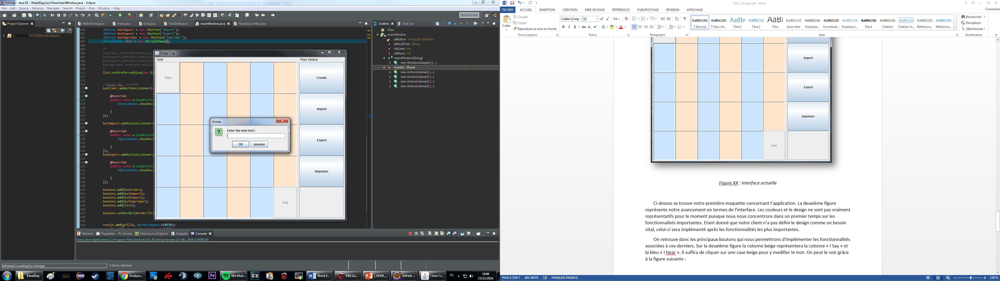 GitHub - Java EE - IHearISay/src/View/mainWindow.java - Eclipse
File Edit Source Refactor Navigate Search Project Run Window Help
Quick Access
Project Explorer
> IHearISay [PTUT2016 Developer]
HelloWorld.java main.java Grid.java TestGrille.java mainWindow.java HearSayCombo.java
100 JButton butImport = new JButton("Import");
101 JButton butExport = new JButton("Export");
102 JButton butImprimer = new JButton("Imprimer");
103 JScrollPane list = new JScrollPane();
104
105 /*
106 butCreer.setPreferredSize(
107 butImport.setPreferredSize
108 butExport.setPreferredSize
109 butImprimer.setPreferredSize
110 */
111 list.setPreferredSize(new D
112
113
114 //Ajout des Listener
115 butCreer.addActionListener(
116
117 @Override
118 public void actionPerfo
119 JOptionPane.showMess
120
121 }
122 });
123
124 butImport.addActionListener(
125
126 @Override
127 public void actionPerfo
128 JOptionPane.showMess
129
130 }
131 });
132 butExport.addActionListener(
133
134 @Override
135 public void actionPerfo
136 JOptionPane.showMess
137
138 }
139 });
140
141 boutons.add(butCreer);
142 boutons.add(butImport);
143 boutons.add(butExport);
144 boutons.add(butImprimer);
145 boutons.add(list);
146
147 boutons.setBorder(BorderTit
148
149
150 result.add(grille, BorderLayout.CENTER);
I hear I say !
Grid
Your choice
Start
Create
Import
Export
Imprimer
End
Entrée
Enter the new text :
OK Annuler
Outline Task List
View
mainWindow
alButton : ArrayList<JButton>
defaultText : String
nbLines : int
nbRows : int
mainWindow(String)
new WindowAdapter() {...}
inside() : JPanel
new ActionListener() {...}
new ActionListener() {...}
new ActionListener() {...}
new ActionListener() {...}
Markers Properties Servers Data Source Explorer Snippets Console
main [Java Application] C:\Program Files\Java\jre1.8.0_91\bin\javaw.exe (15 déc. 2016 à 19:06:16)
Infinitest is waiting for changes
0 items selected
IHearISay
Analyse...
Wiz Khal...
Word 2...
MSI Ga...
I_HEAR_...
GitHub ...
I hear I s...
FR
19:06
15/12/2016
DAC_Groupe_M - Word
FICHIER ACCUEIL INSERTION CRÉATION MISE EN PAGE RÉFÉRENCES PUBLIPOSTAGE RÉVISION AFFICHAGE
Connexion
Coller
Couper
Copier
Reproduire la mise en forme
Presse-papiers
Calibri (Corp 11
Police
Paragraphe
¶ Normal ¶ Sans int... Titre 1 Titre 2 Titre Sous-titre Emphase... Accentuat... Emphase i... Élevé Citation Citation in... Référence... Référence...
Style
Rechercher
Remplacer
Sélectionner
Modification
Import
Export
Imprimer
End
Figure XX : Interface actuelle
Ci-dessus se trouve notre première maquette concernant l'application. La deuxième figure
représente notre avancement en termes de l'interface. Les couleurs et le design ne sont pas vraiment
représentatifs pour le moment puisque nous nous concentrons dans un premier temps sur les
fonctionnalités importantes. Etant donné que notre client n'a pas défini le design comme un besoin
vital, celui-ci sera implémenté après les fonctionnalités les plus importantes.
On retrouve donc les principaux boutons qui nous permettrons d'implémenter les fonctionnalités
associées à ces-derniers. Sur la deuxième figure la colonne beige représentera la colonne « I Say » et
la bleu « I Hear ». Il suffira de cliquer sur une case beige pour y modifier le mot. On peut le voir grâce
à la figure suivante :
PAGE 6 SUR 7 601 MOTS FRANÇAIS (FRANCE)
130 %